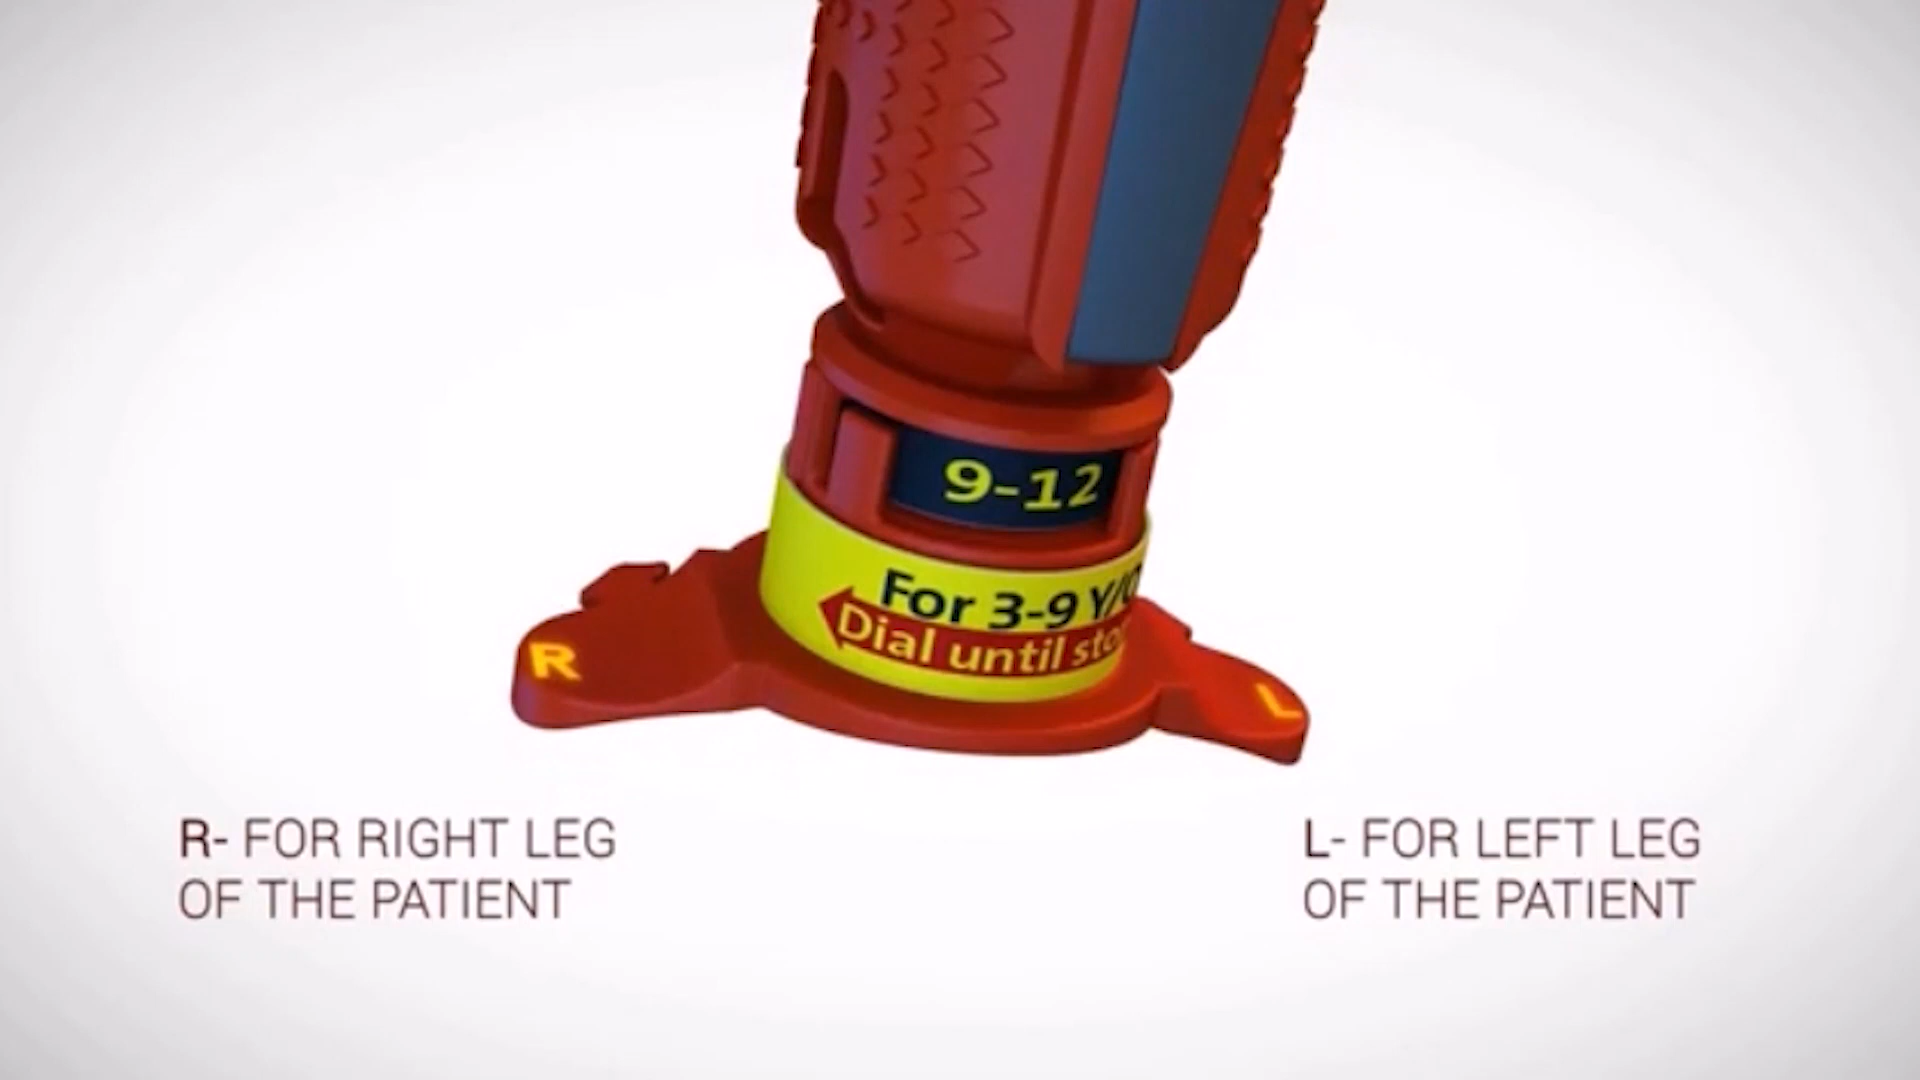 9-12
For 3-9 Y/O
Dial until stop
R
L
R- FOR RIGHT LEG
OF THE PATIENT
L- FOR LEFT LEG
OF THE PATIENT